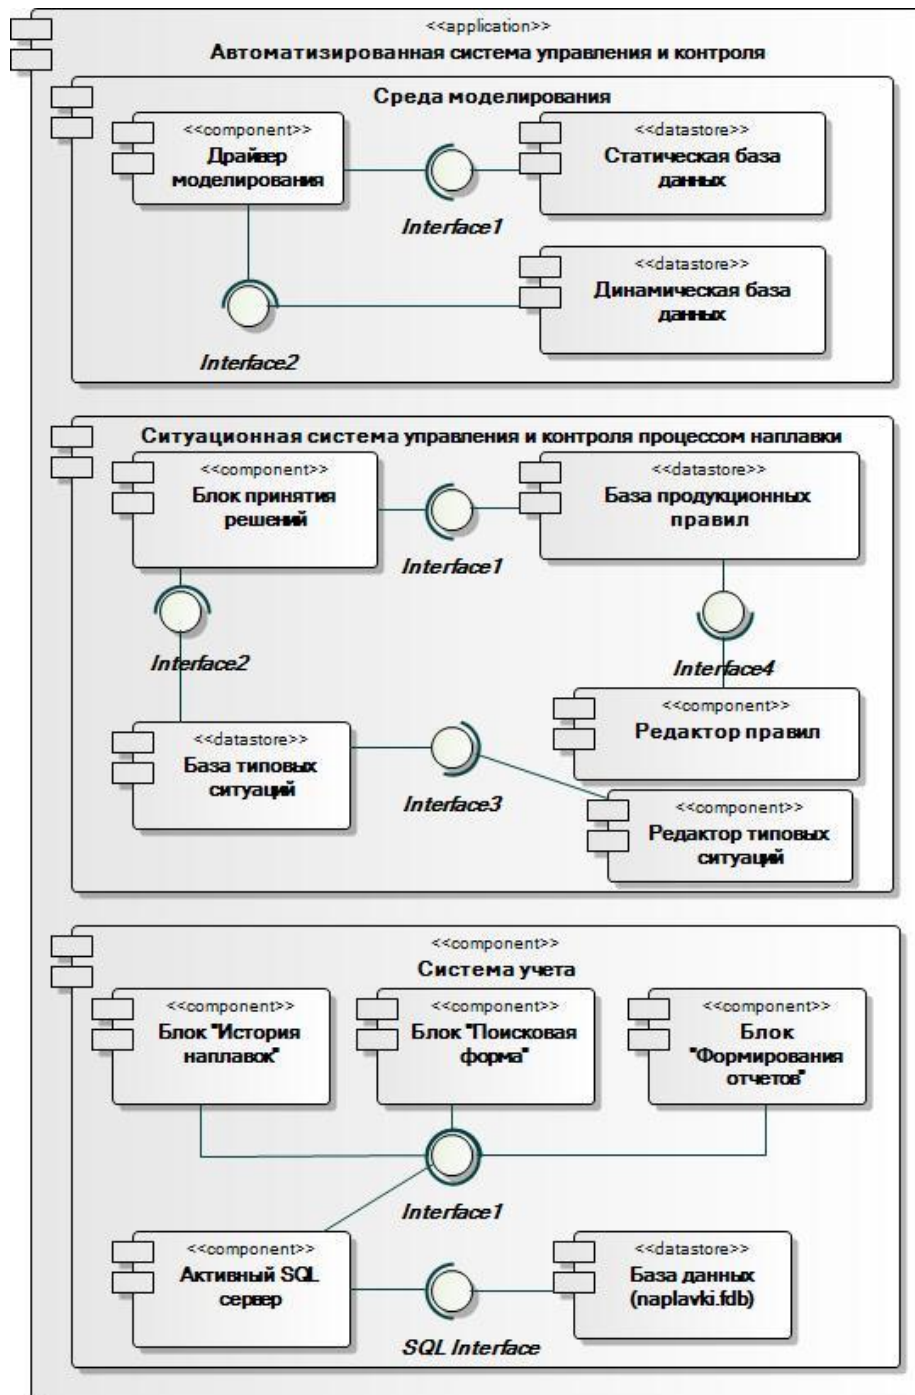 <<application>>
Автоматизированная система управления и контроля
Среда моделирования
<<component>>
Драйвер
моделирования
Interface1
<<datastore>>
Статическая база
данных
Interface2
<<datastore>>
Динамическая база
данных
Ситуационная система управления и контроля процессом наплавки
<<component>>
Блок принятия
решений
Interface1
<<datastore>>
База продукционных
правил
Interface2
Interface4
<<datastore>>
База типовых
ситуаций
Interface3
<<component>>
Редактор правил
<<component>>
Редактор типовых
ситуаций
<<component>>
Система учета
<<component>>
Блок "История
наплавок"
<<component>>
Блок "Поисковая
форма"
<<component>>
Блок
"Формирования
отчетов"
Interface1
<<component>>
Активный SQL
сервер
SQL Interface
<<datastore>>
База данных
(naplavki.fdb)